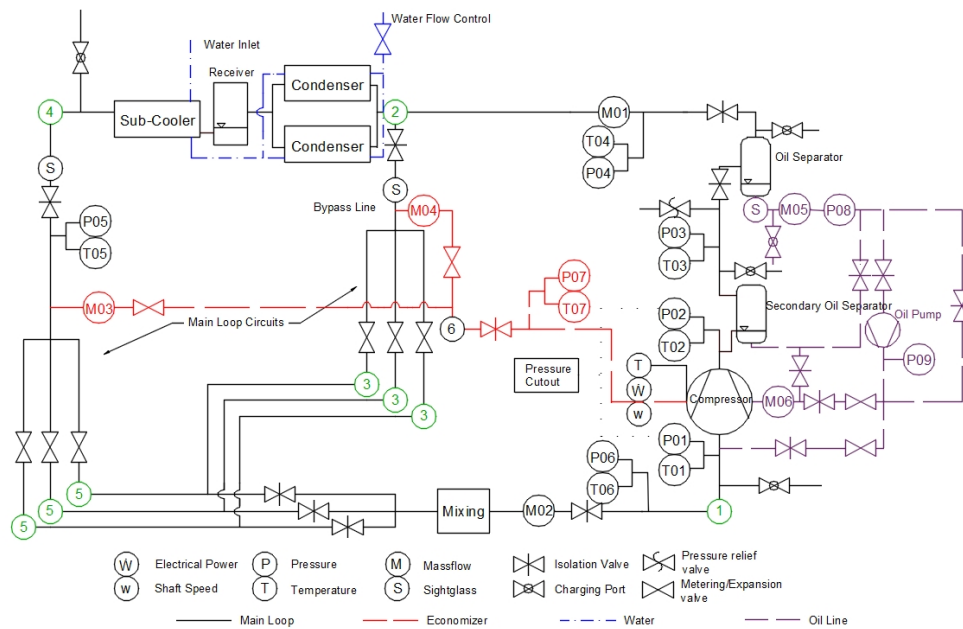 Water Flow Control
Water Inlet
Receiver
Condenser
4
Sub-Cooler
2
M01
Condenser
T04
P04
Oil Separator
S
S
Bypass Line
M04
S
M05
P08
P05
T05
P03
T03
P07
T07
Secondary Oil Separator
M03
Main Loop Circuits
6
P02
T02
Oil Pump
Pressure
Cutout
T
Ẇ
w
Compressor
M06
P09
3
3
3
P01
T01
P06
T06
5
5
5
Mixing
M02
1
Ẇ
Electrical Power
P
Pressure
M
Massflow
Isolation Valve
Pressure relief
valve
w
Shaft Speed
T
Temperature
S
Sightglass
Charging Port
Metering/Expansion
valve
Main Loop
Economizer
Water
Oil Line